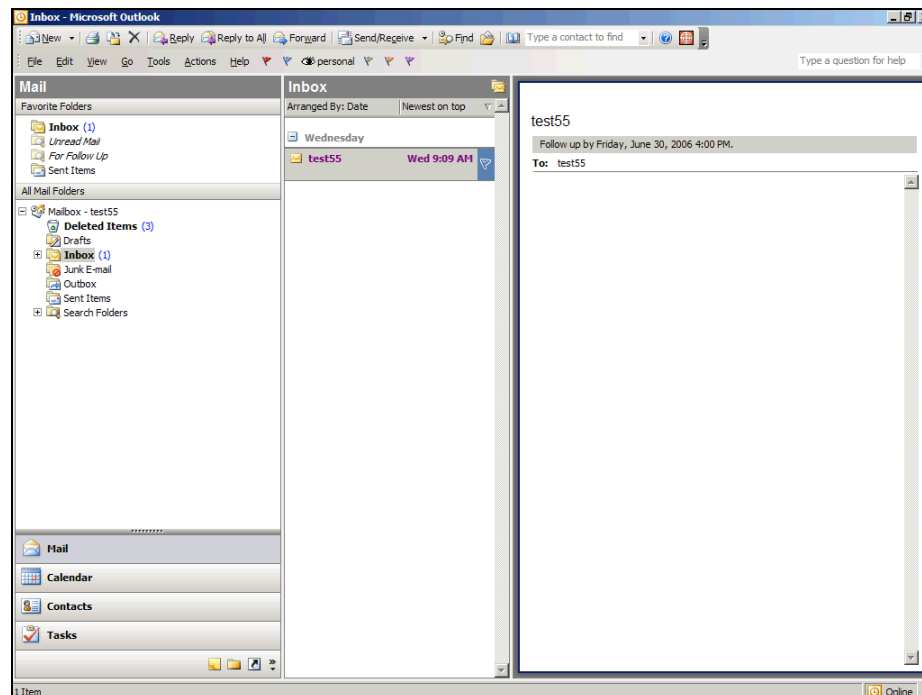 Inbox - Microsoft Outlook
New Reply Reply to All Forward Send/Receive Find Type a contact to find
File Edit View Go Tools Actions Help personal Type a question for help
Mail
Favorite Folders
Inbox (1)
Unread Mail
For Follow Up
Sent Items
All Mail Folders
Mailbox - test55
Deleted Items (3)
Drafts
Inbox (1)
Junk E-mail
Outbox
Sent Items
Search Folders
Mail
Calendar
Contacts
Tasks
Inbox
Arranged By: Date Newest on top
Wednesday
test55 Wed 9:09 AM
test55
Follow up by Friday, June 30, 2006 4:00 PM.
To: test55
1 Item Online